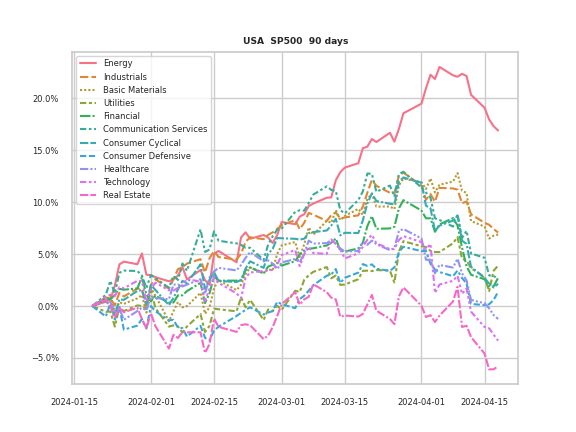 USA SP500 90 days
Energy
Industrials
Basic Materials
Utilities
Financial
Communication Services
Consumer Cyclical
Consumer Defensive
Healthcare
Technology
Real Estate
20.0%
15.0%
10.0%
5.0%
0.0%
−5.0%
2024-01-15 2024-02-01 2024-02-15 2024-03-01 2024-03-15 2024-04-01 2024-04-15